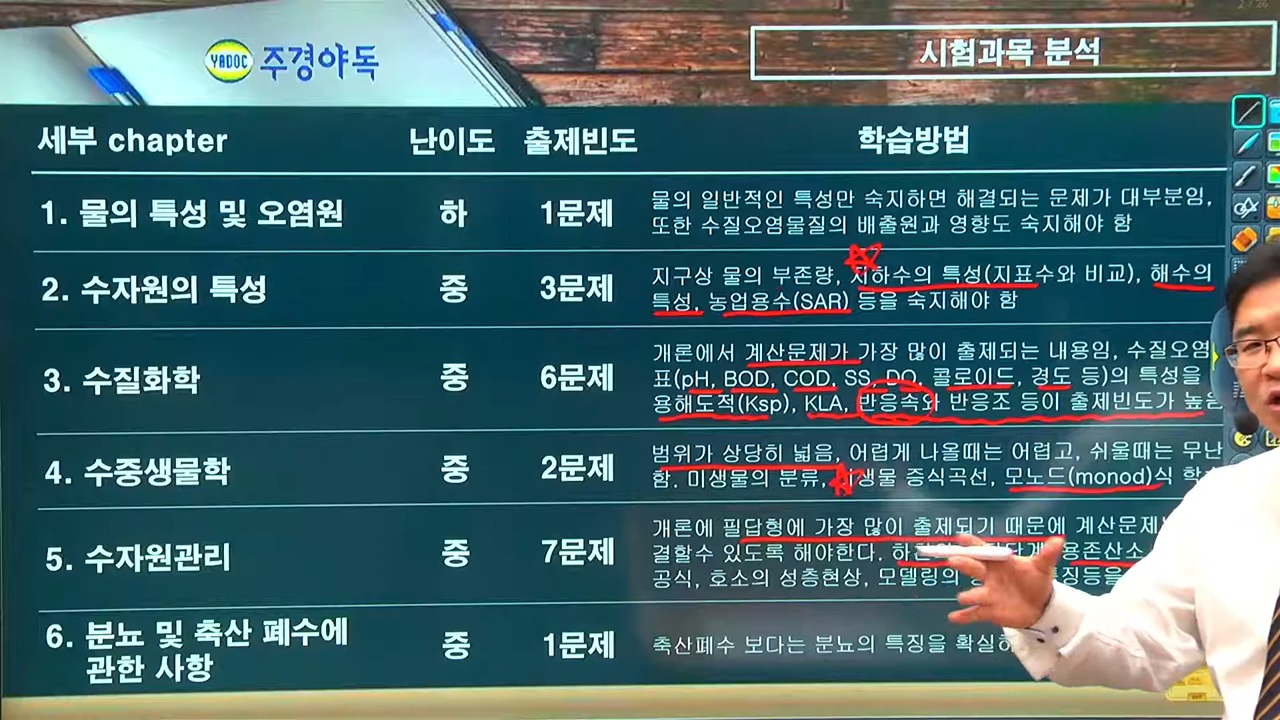 YADOC 주경야독
시험과목 분석
세부 chapter 난이도 출제빈도 학습방법
1. 물의 특성 및 오염원 하 1문제
물의 일반적인 특성만 숙지하면 해결되는 문제가 대부분임,
또한 수질오염물질의 배출원과 영향도 숙지해야 함
2. 수자원의 특성 중 3문제
지구상 물의 부존량, 지하수의 특성(지표수와 비교), 해수의
특성, 농업용수(SAR) 등을 숙지해야 함
3. 수질화학 중 6문제
개론에서 계산문제가 가장 많이 출제되는 내용임, 수질오염
표(pH, BOD, COD, SS, DO, 콜로이드, 경도 등)의 특성을
용해도적(Ksp), KLA, 반응속와 반응조 등이 출제빈도가 높음
4. 수중생물학 중 2문제
범위가 상당히 넓음, 어렵게 나올때는 어렵고, 쉬울때는 무난
함. 미생물의 분류, 증식곡선, 모노드(monod)식
5. 수자원관리 중 7문제
개론에 필답형에 가장 많이 출제되기 때문에
결할수 있도록 해야한다. 용존산소
공식, 호소의 성층현상, 모델링의
6. 분뇨 및 축산 폐수에
관한 사항 중 1문제
축산폐수 보다는 분뇨의 특징을